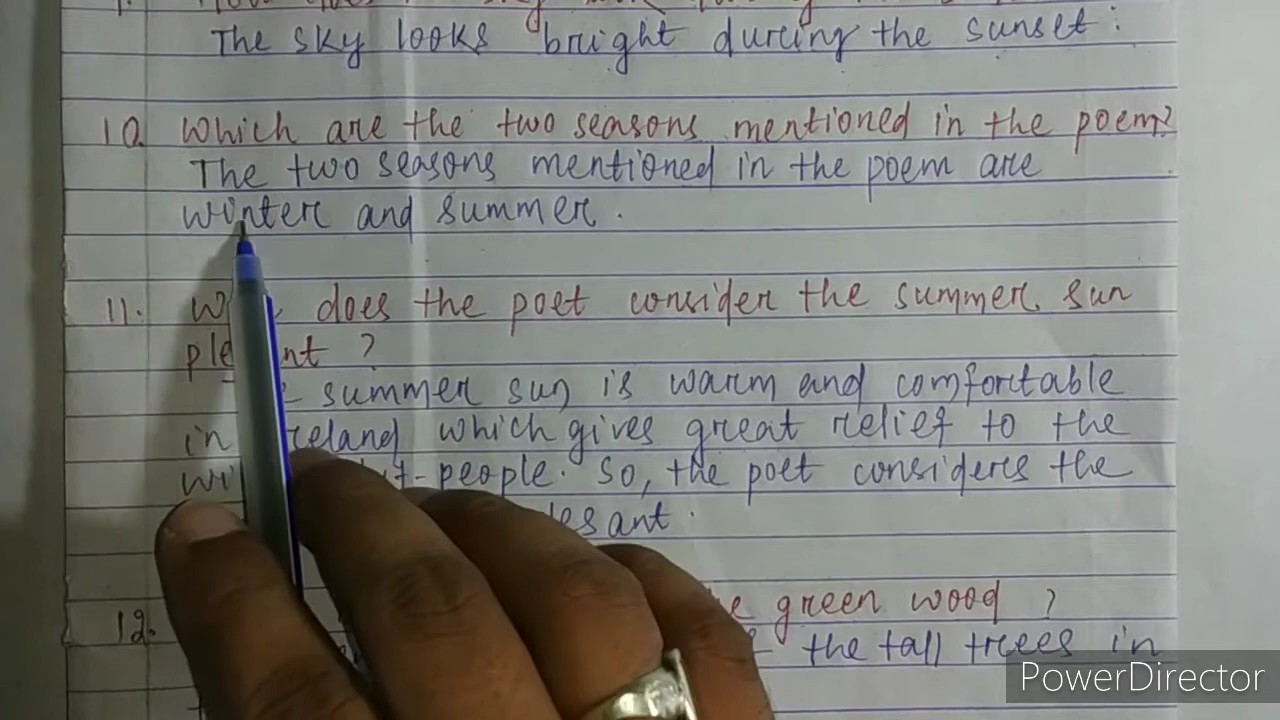 The sky looks bright during the sunset.
10. Which are the two seasons mentioned in the poem?
The two seasons mentioned in the poem are
winter and summer.
11. does the poet consider the summer sun
?
summer sun is warm and comfortable
in which gives great relief to the
people. So, the poet considers the
12. green wood ?
the tall trees in
PowerDirector